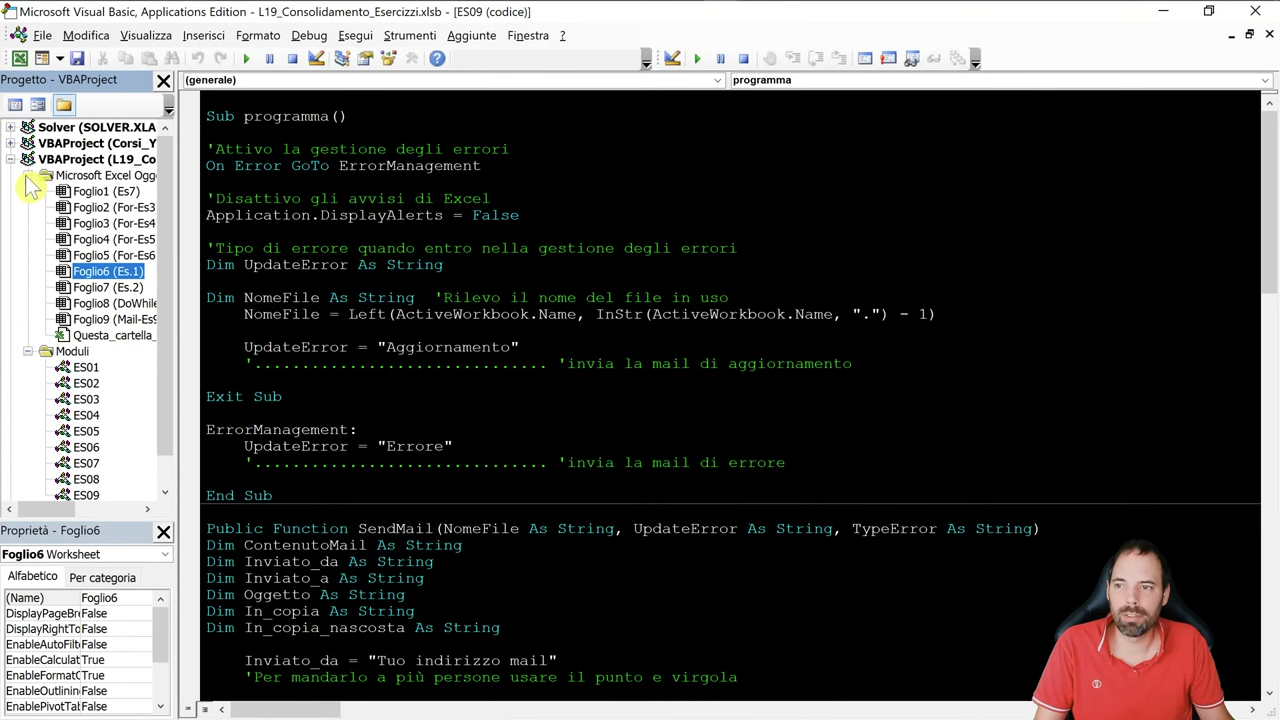 Microsoft Visual Basic, Applications Edition - L19_Consolidamento_Esercizzi.xlsb - [ES09 (codice)]
File Modifica Visualizza Inserisci Formato Debug Esegui Strumenti Aggiunte Finestra ?
Progetto - VBAProject
(generale)
programma
Solver (SOLVER.XLA
VBAProject (Corsi_Y
VBAProject (L19_Co
Microsoft Excel Ogg
Foglio1 (Es7)
Foglio2 (For-Es3
Foglio3 (For-Es4
Foglio4 (For-Es5
Foglio5 (For-Es6
Foglio6 (Es.1)
Foglio7 (Es.2)
Foglio8 (DoWhile
Foglio9 (Mail-Es9
Questa_cartella_
Moduli
ES01
ES02
ES03
ES04
ES05
ES06
ES07
ES08
ES09
Proprietà - Foglio6
Foglio6 Worksheet
Alfabetico Per categoria
(Name) Foglio6
DisplayPageBre False
DisplayRightTo False
EnableAutoFilte False
EnableCalculat True
EnableFormatC True
EnableOutlinin False
EnablePivotTab False
Sub programma()
'Attivo la gestione degli errori
On Error GoTo ErrorManagement
'Disattivo gli avvisi di Excel
Application.DisplayAlerts = False
'Tipo di errore quando entro nella gestione degli errori
Dim UpdateError As String
Dim NomeFile As String 'Rilevo il nome del file in uso
NomeFile = Left(ActiveWorkbook.Name, InStr(ActiveWorkbook.Name, ".") - 1)
UpdateError = "Aggiornamento"
'............................... 'invia la mail di aggiornamento
Exit Sub
ErrorManagement:
UpdateError = "Errore"
'............................... 'invia la mail di errore
End Sub
Public Function SendMail(NomeFile As String, UpdateError As String, TypeError As String)
Dim ContenutoMail As String
Dim Inviato_da As String
Dim Inviato_a As String
Dim Oggetto As String
Dim In_copia As String
Dim In_copia_nascosta As String
Inviato_da = "Tuo indirizzo mail"
'Per mandarlo a più persone usare il punto e virgola